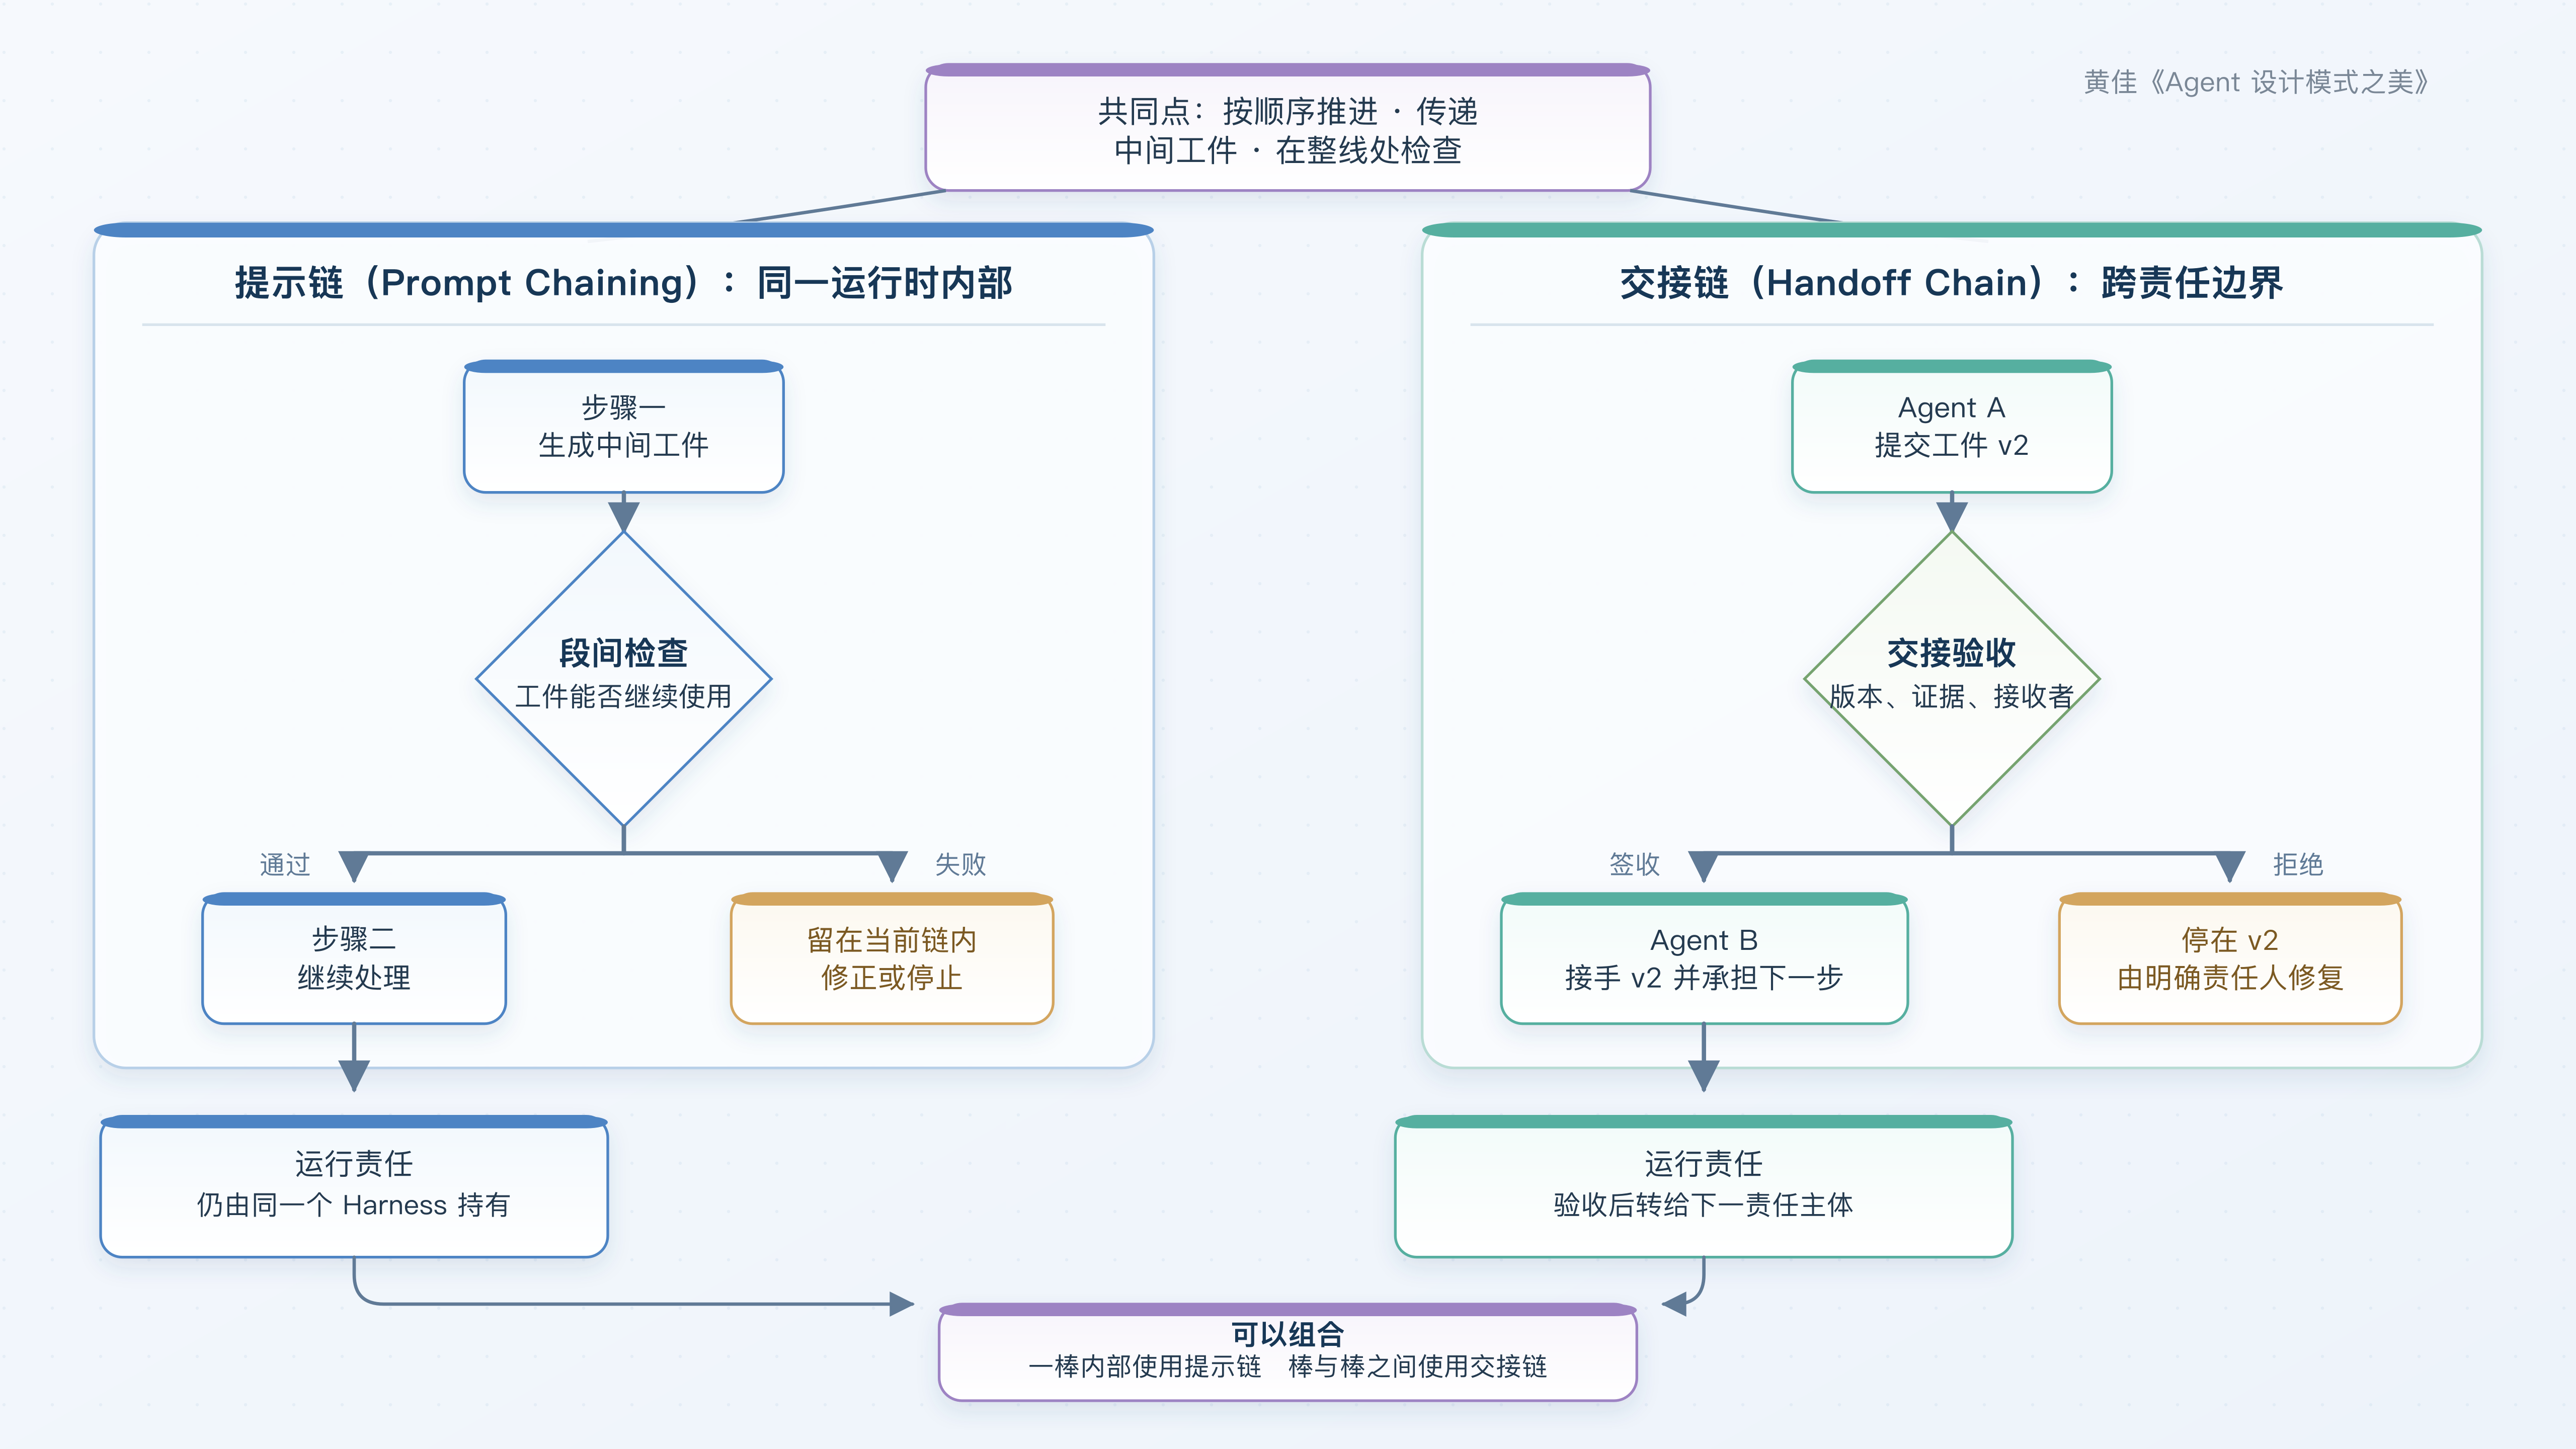 黄佳《Agent 设计模式之美》
共同点：按顺序推进 · 传递
中间工件 · 在整线处检查
提示链（Prompt Chaining）：同一运行时内部
步骤一
生成中间工件
段间检查
工件能否继续使用
通过
失败
步骤二
继续处理
留在当前链内
修正或停止
运行责任
仍由同一个 Harness 持有
交接链（Handoff Chain）：跨责任边界
Agent A
提交工件 v2
交接验收
版本、证据、接收者
签收
拒绝
Agent B
接手 v2 并承担下一步
停在 v2
由明确责任人修复
运行责任
验收后转给下一责任主体
可以组合
一棒内部使用提示链　棒与棒之间使用交接链